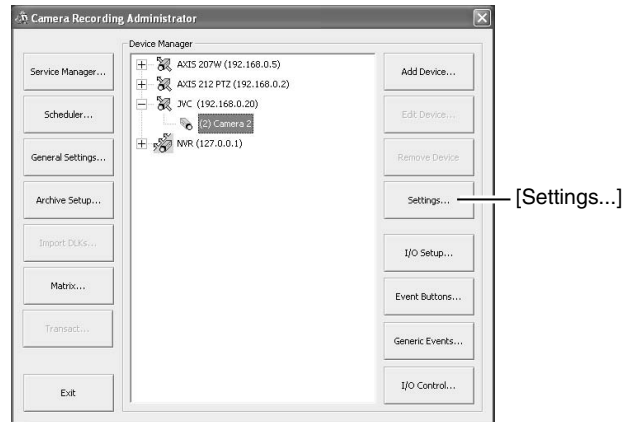 Camera Recording Administrator
Device Manager
Service Manager...
Scheduler...
General Settings...
Archive Setup...
Import DLKs...
Matrix...
Transact...
Exit
AXIS 207W (192.168.0.5)
AXIS 212 PTZ (192.168.0.2)
JVC (192.168.0.20)
(2) Camera 2
NVR (127.0.0.1)
Add Device...
Edit Device...
Remove Device
Settings...
I/O Setup...
Event Buttons...
Generic Events...
I/O Control...
[Settings...]